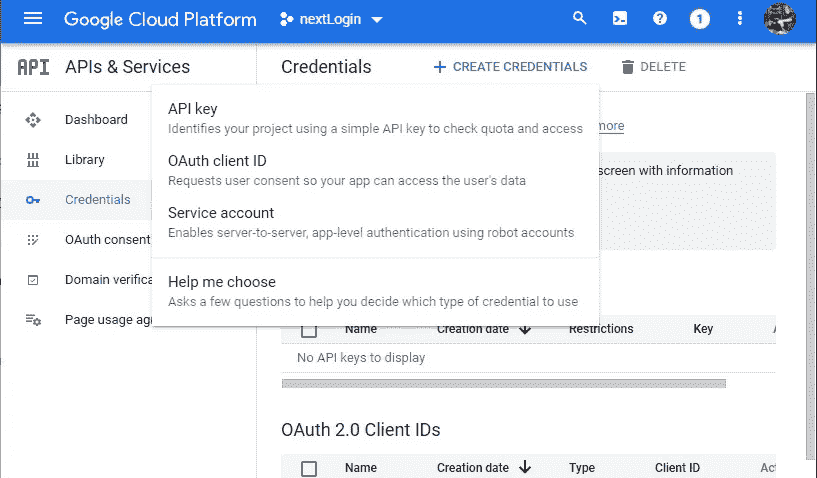 Google Cloud Platform
nextLogin
1
API
APIs & Services
Credentials
+ CREATE CREDENTIALS
DELETE
Dashboard
Library
Credentials
OAuth consent
Domain verifica
Page usage ag
API key
Identifies your project using a simple API key to check quota and access
OAuth client ID
Requests user consent so your app can access the user's data
Service account
Enables server-to-server, app-level authentication using robot accounts
Help me choose
Asks a few questions to help you decide which type of credential to use
more
screen with information
Name Creation date Restrictions Key
No API keys to display
OAuth 2.0 Client IDs
Name Creation date Type Client ID Act